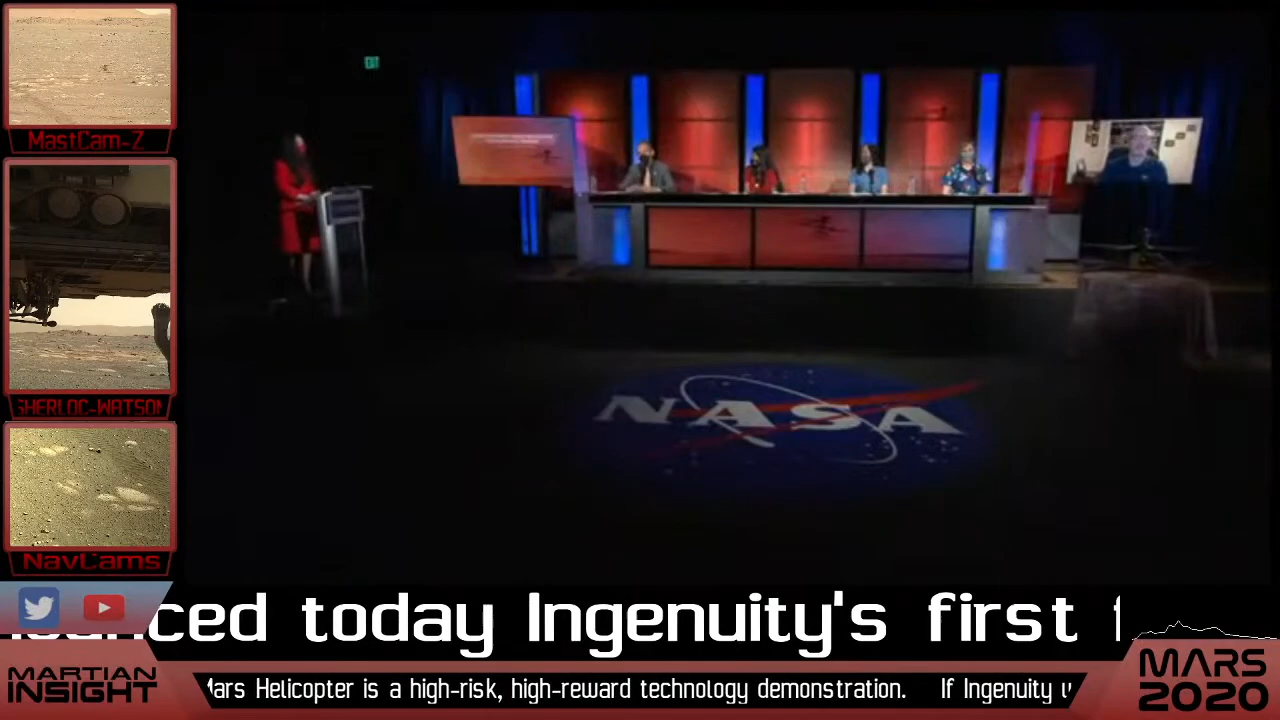 MastCam-Z
SHERLOC-WATSON
NavCams
EXIT
NASA
ced today Ingenuity's first
MARTIAN
INSIGHT
Mars Helicopter is a high-risk, high-reward technology demonstration. If Ingenuity
MARS
2020